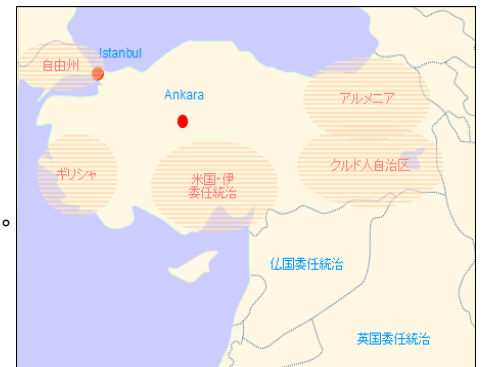 Istanbul
自由州
Ankara
アルメニア
ギリシャ
米国・伊
委任統治
クルド人自治区
。
仏国委任統治
英国委任統治